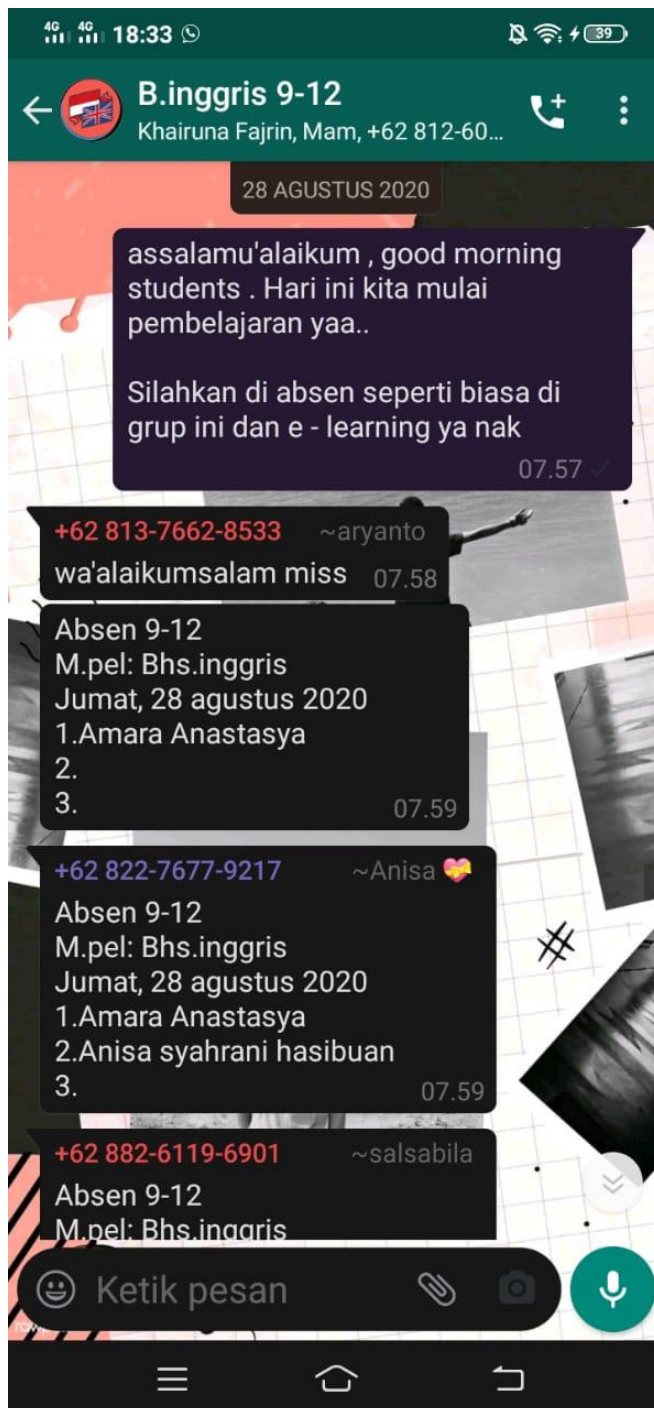 4G 4G 18:33 39
B.inggris 9-12
Khairuna Fajrin, Mam, +62 812-60...
28 AGUSTUS 2020
assalamu'alaikum , good morning
students . Hari ini kita mulai
pembelajaran yaa..
Silahkan di absen seperti biasa di
grup ini dan e - learning ya nak
07.57
+62 813-7662-8533 ~aryanto
wa'alaikumsalam miss 07.58
Absen 9-12
M.pel: Bhs.inggris
Jumat, 28 agustus 2020
1.Amara Anastasya
2.
3. 07.59
+62 822-7677-9217 ~Anisa 💝
Absen 9-12
M.pel: Bhs.inggris
Jumat, 28 agustus 2020
1.Amara Anastasya
2.Anisa syahrani hasibuan
3. 07.59
+62 882-6119-6901 ~salsabila
Absen 9-12
M.pel: Bhs.inggris
Ketik pesan